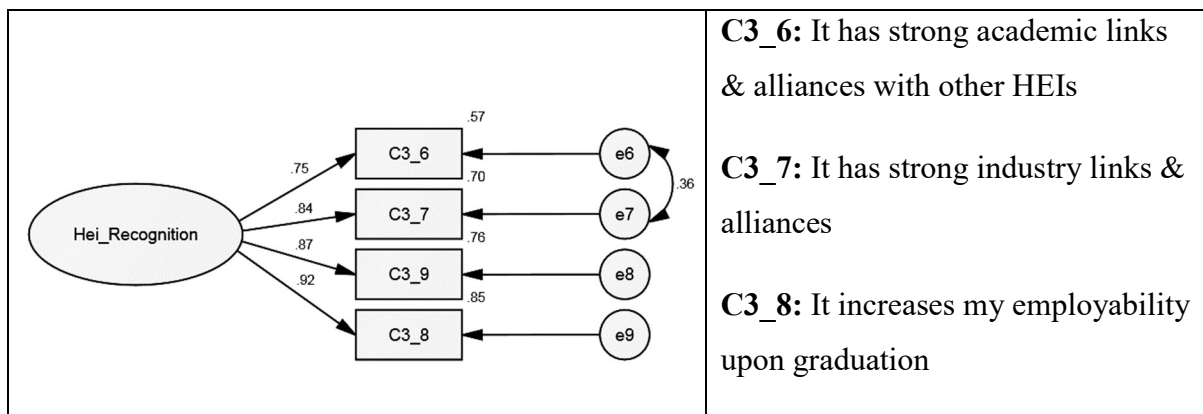 .57
C3_6
e6
.75
.70
.36
.84
C3_7
e7
Hei_Recognition
.76
.87
C3_9
e8
.92
.85
C3_8
e9
C3_6: It has strong academic links
& alliances with other HEIs
C3_7: It has strong industry links &
alliances
C3_8: It increases my employability
upon graduation